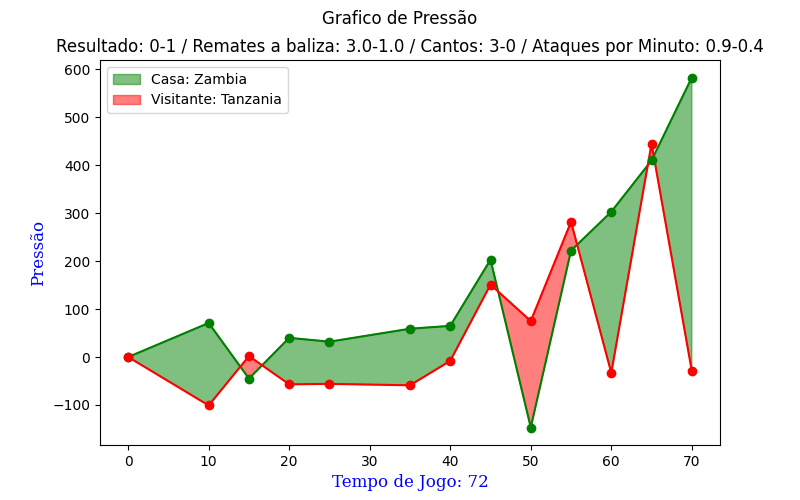 Grafico de Pressão
Resultado: 0-1 / Remates a baliza: 3.0-1.0 / Cantos: 3-0 / Ataques por Minuto: 0.9-0.4
Casa: Zambia
Visitante: Tanzania
Pressão
600
500
400
300
200
100
0
−100
0 10 20 30 40 50 60 70
Tempo de Jogo: 72